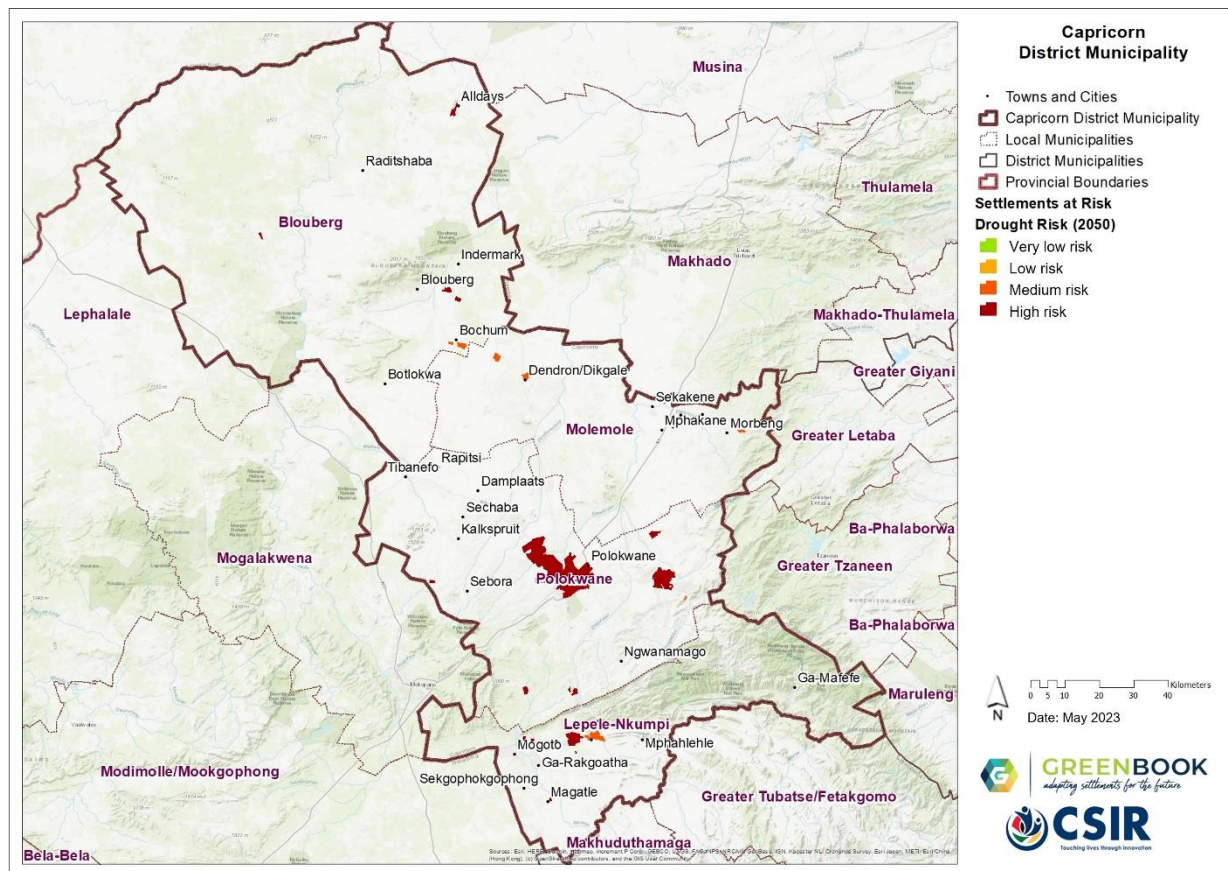 Capricorn
District Municipality
Towns and Cities
Capricorn District Municipality
Local Municipalities
District Municipalities
Provincial Boundaries
Settlements at Risk
Drought Risk (2050)
Very low risk
Low risk
Medium risk
High risk
Musina
Alldays
Raditshaba
Thulamela
Blouberg
Indermark
Makhado
Blouberg
Lephalale
Makhado-Thulamela
Bochum
Greater Giyani
Botlokwa
Dendron/Dikgale
Sekakene
Mphakane
Morbeng
Molemole
Greater Letaba
Rapitsi
Tibanefo
Damplaats
Sechaba
Kalkspruit
Ba-Phalaborwa
Mogalakwena
Polokwane
Greater Tzaneen
Polokwane
Sebora
Ba-Phalaborwa
Ngwanamago
Ga-Mafefe
Maruleng
Lepele-Nkumpi
Mogoto
Mphahlehle
Ga-Rakgoatha
Modimolle/Mookgophong
Sekgophokgophong
Magatle
Greater Tubatse/Fetakgomo
Makhuduthamaga
Bela-Bela
N
0 5 10 20 30 40 Kilometers
Date: May 2023
GREENBOOK
adapting settlements for the future
CSIR
Touching lives through innovation